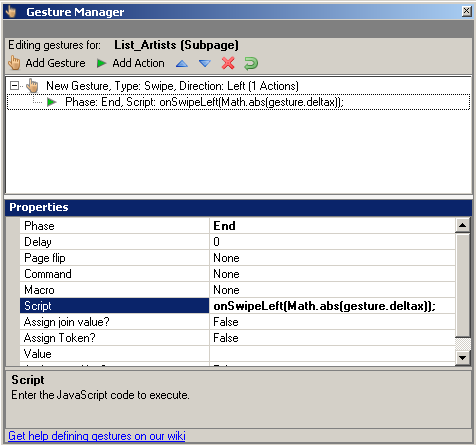 Gesture Manager
Editing gestures for: List_Artists (Subpage)
Add Gesture Add Action
New Gesture, Type: Swipe, Direction: Left (1 Actions)
Phase: End, Script: onSwipeLeft(Math.abs(gesture.deltax));
Properties
Phase End
Delay 0
Page flip None
Command None
Macro None
Script onSwipeLeft(Math.abs(gesture.deltax));
Assign join value? False
Assign Token? False
Value
Script
Enter the JavaScript code to execute.
Get help defining gestures on our wiki